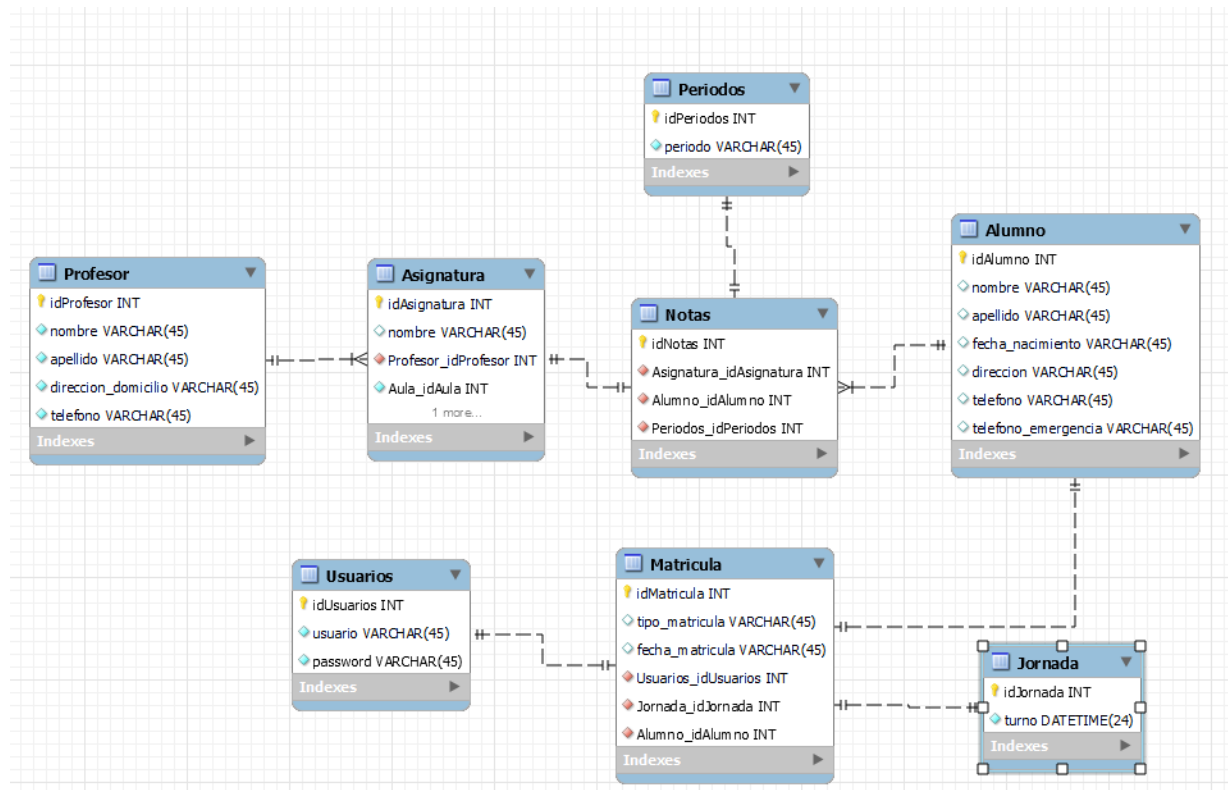 Periodos
idPeriodos INT
periodo VARCHAR(45)
Indexes
Profesor
idProfesor INT
nombre VARCHAR(45)
apellido VARCHAR(45)
direccion_domicilio VARCHAR(45)
telefono VARCHAR(45)
Indexes
Asignatura
idAsignatura INT
nombre VARCHAR(45)
Profesor_idProfesor INT
Aula_idAula INT
1 more...
Indexes
Notas
idNotas INT
Asignatura_idAsignatura INT
Alumno_idAlumno INT
Periodos_idPeriodos INT
Indexes
Alumno
idAlumno INT
nombre VARCHAR(45)
apellido VARCHAR(45)
fecha_nacimiento VARCHAR(45)
direccion VARCHAR(45)
telefono VARCHAR(45)
telefono_emergencia VARCHAR(45)
Indexes
Usuarios
idUsuarios INT
usuario VARCHAR(45)
password VARCHAR(45)
Indexes
Matricula
idMatricula INT
tipo_matricula VARCHAR(45)
fecha_matricula VARCHAR(45)
Usuarios_idUsuarios INT
Jornada_idJornada INT
Alumno_idAlumno INT
Indexes
Jornada
idJornada INT
turno DATETIME(24)
Indexes